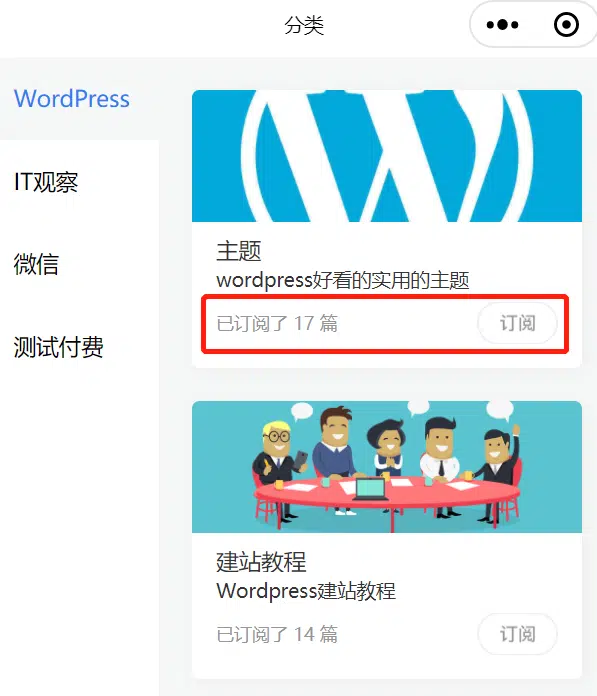 分类
WordPress
IT观察
微信
测试付费
主题
wordpress好看的实用的主题
已订阅了 17 篇
订阅
建站教程
Wordpress建站教程
已订阅了 14 篇
订阅